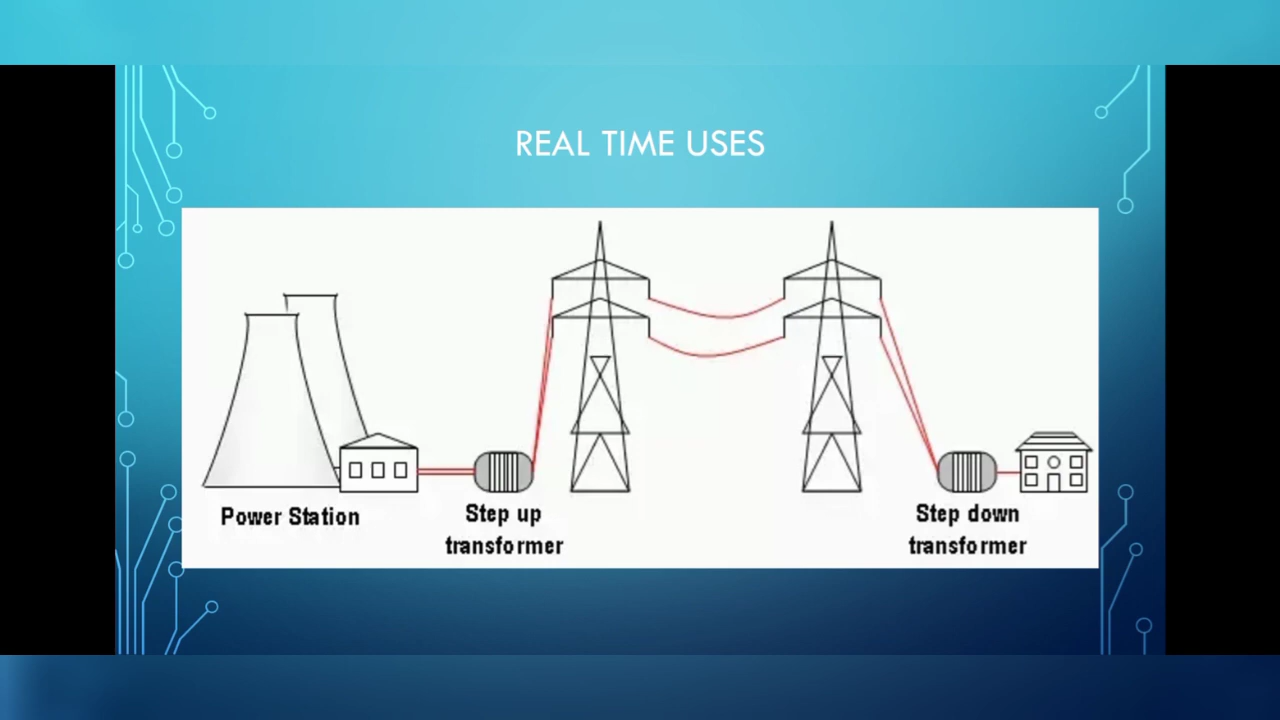 REAL TIME USES
Power Station
Step up
transformer
Step down
transformer